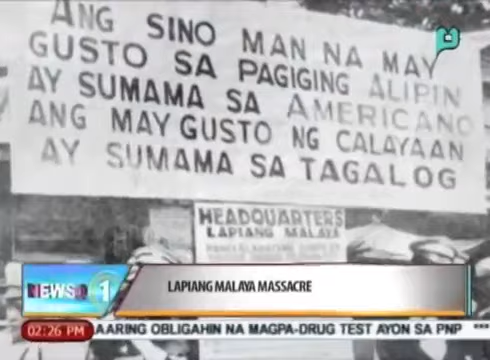 ANG SINO MAN NA MAY
GUSTO SA PAGIGING ALIPIN
AY SUMAMA SA AMERICANO
ANG MAY GUSTO NG CALAYAAN
AY SUMAMA SA TAGALOG
HEADQUARTERS
LAPIANG MALAYA
NEWS@1
LAPIANG MALAYA MASSACRE
02:26 PM
AARING OBLIGAHIN NA MAGPA-DRUG TEST AYON SA PNP ***